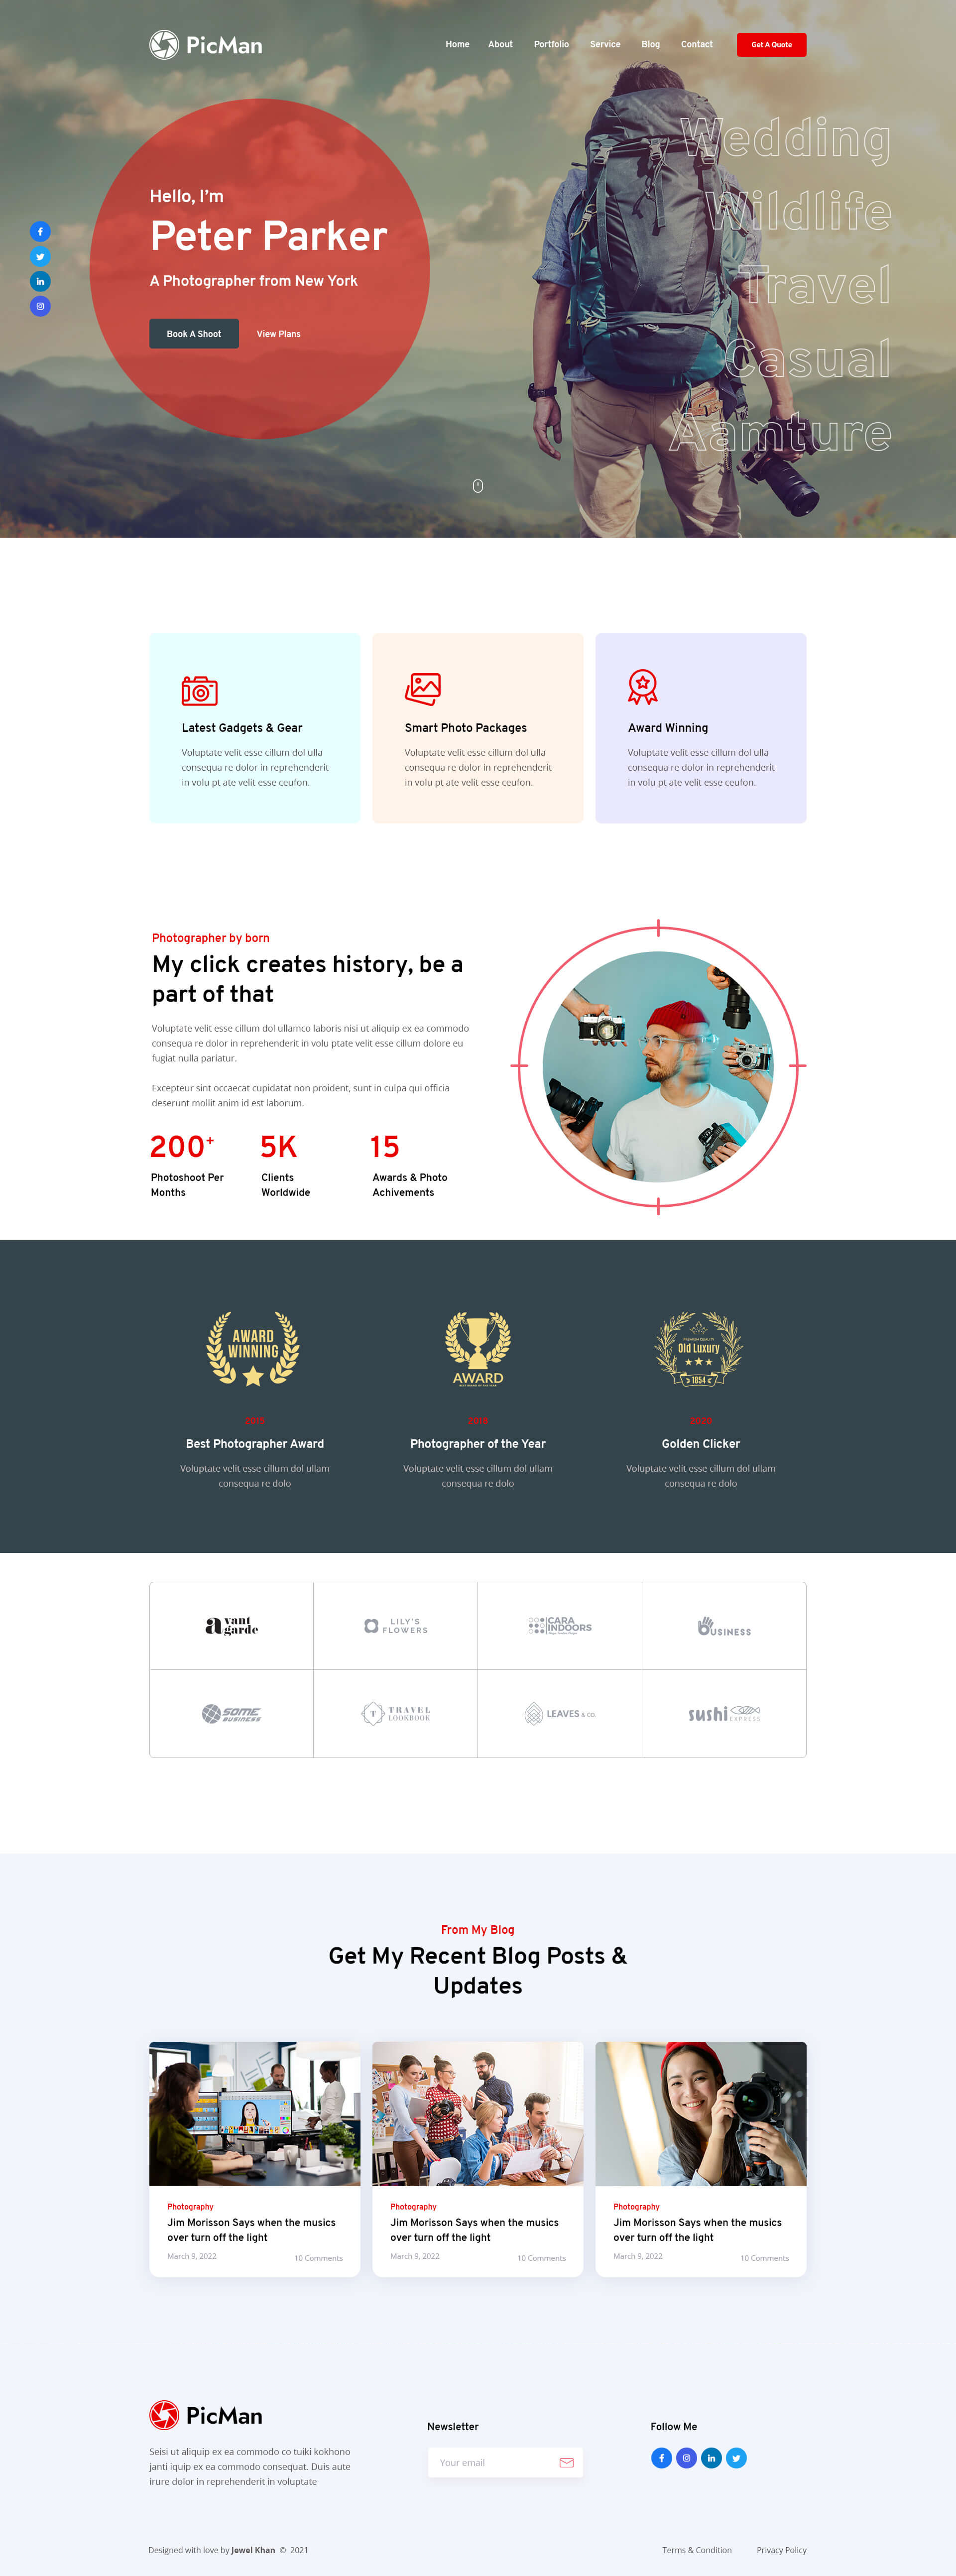 PicMan
Home About Portfolio Service Blog Contact Get A Quote
Wedding
Wildlife
Travel
Casual
Aamture
Hello, I'm
Peter Parker
A Photographer from New York
Book A Shoot View Plans
Latest Gadgets & Gear
Voluptate velit esse cillum dol ulla
consequa re dolor in reprehenderit
in volu pt ate velit esse ceufon.
Smart Photo Packages
Voluptate velit esse cillum dol ulla
consequa re dolor in reprehenderit
in volu pt ate velit esse ceufon.
Award Winning
Voluptate velit esse cillum dol ulla
consequa re dolor in reprehenderit
in volu pt ate velit esse ceufon.
Photographer by born
My click creates history, be a
part of that
Voluptate velit esse cillum dol ullamco laboris nisi ut aliquip ex ea commodo
consequa re dolor in reprehenderit in volu ptate velit esse cillum dolore eu
fugiat nulla pariatur.
Excepteur sint occaecat cupidatat non proident, sunt in culpa qui officia
deserunt mollit anim id est laborum.
200+
Photoshoot Per
Months
5K
Clients
Worldwide
15
Awards & Photo
Achivements
AWARD
WINNING
Best Photographer Award
Voluptate velit esse cillum dol ullam
consequa re dolo
AWARD
BEST BRAND OF THE YEAR
Photographer of the Year
Voluptate velit esse cillum dol ullam
consequa re dolo
PREMIUM QUALITY
Old Luxury
1854
Golden Clicker
Voluptate velit esse cillum dol ullam
consequa re dolo
avant
garde
LILY'S
FLOWERS
CARA
INDOORS
BUSINESS
SOME
BUSINESS
T TRAVEL
LOOKBOOK
LEAVES & CO.
sushi
EXPRESS
From My Blog
Get My Recent Blog Posts &
Updates
Photography
Jim Morisson Says when the musics
over turn off the light
March 9, 2022 10 Comments
Photography
Jim Morisson Says when the musics
over turn off the light
March 9, 2022 10 Comments
Photography
Jim Morisson Says when the musics
over turn off the light
March 9, 2022 10 Comments
PicMan
Seisi ut aliquip ex ea commodo co tuiki kokhono
janti iquip ex ea commodo consequat. Duis aute
irure dolor in reprehenderit in voluptate
Newsletter
Your email
Follow Me
Designed with love by Jewel Khan © 2021
Terms & Condition Privacy Policy